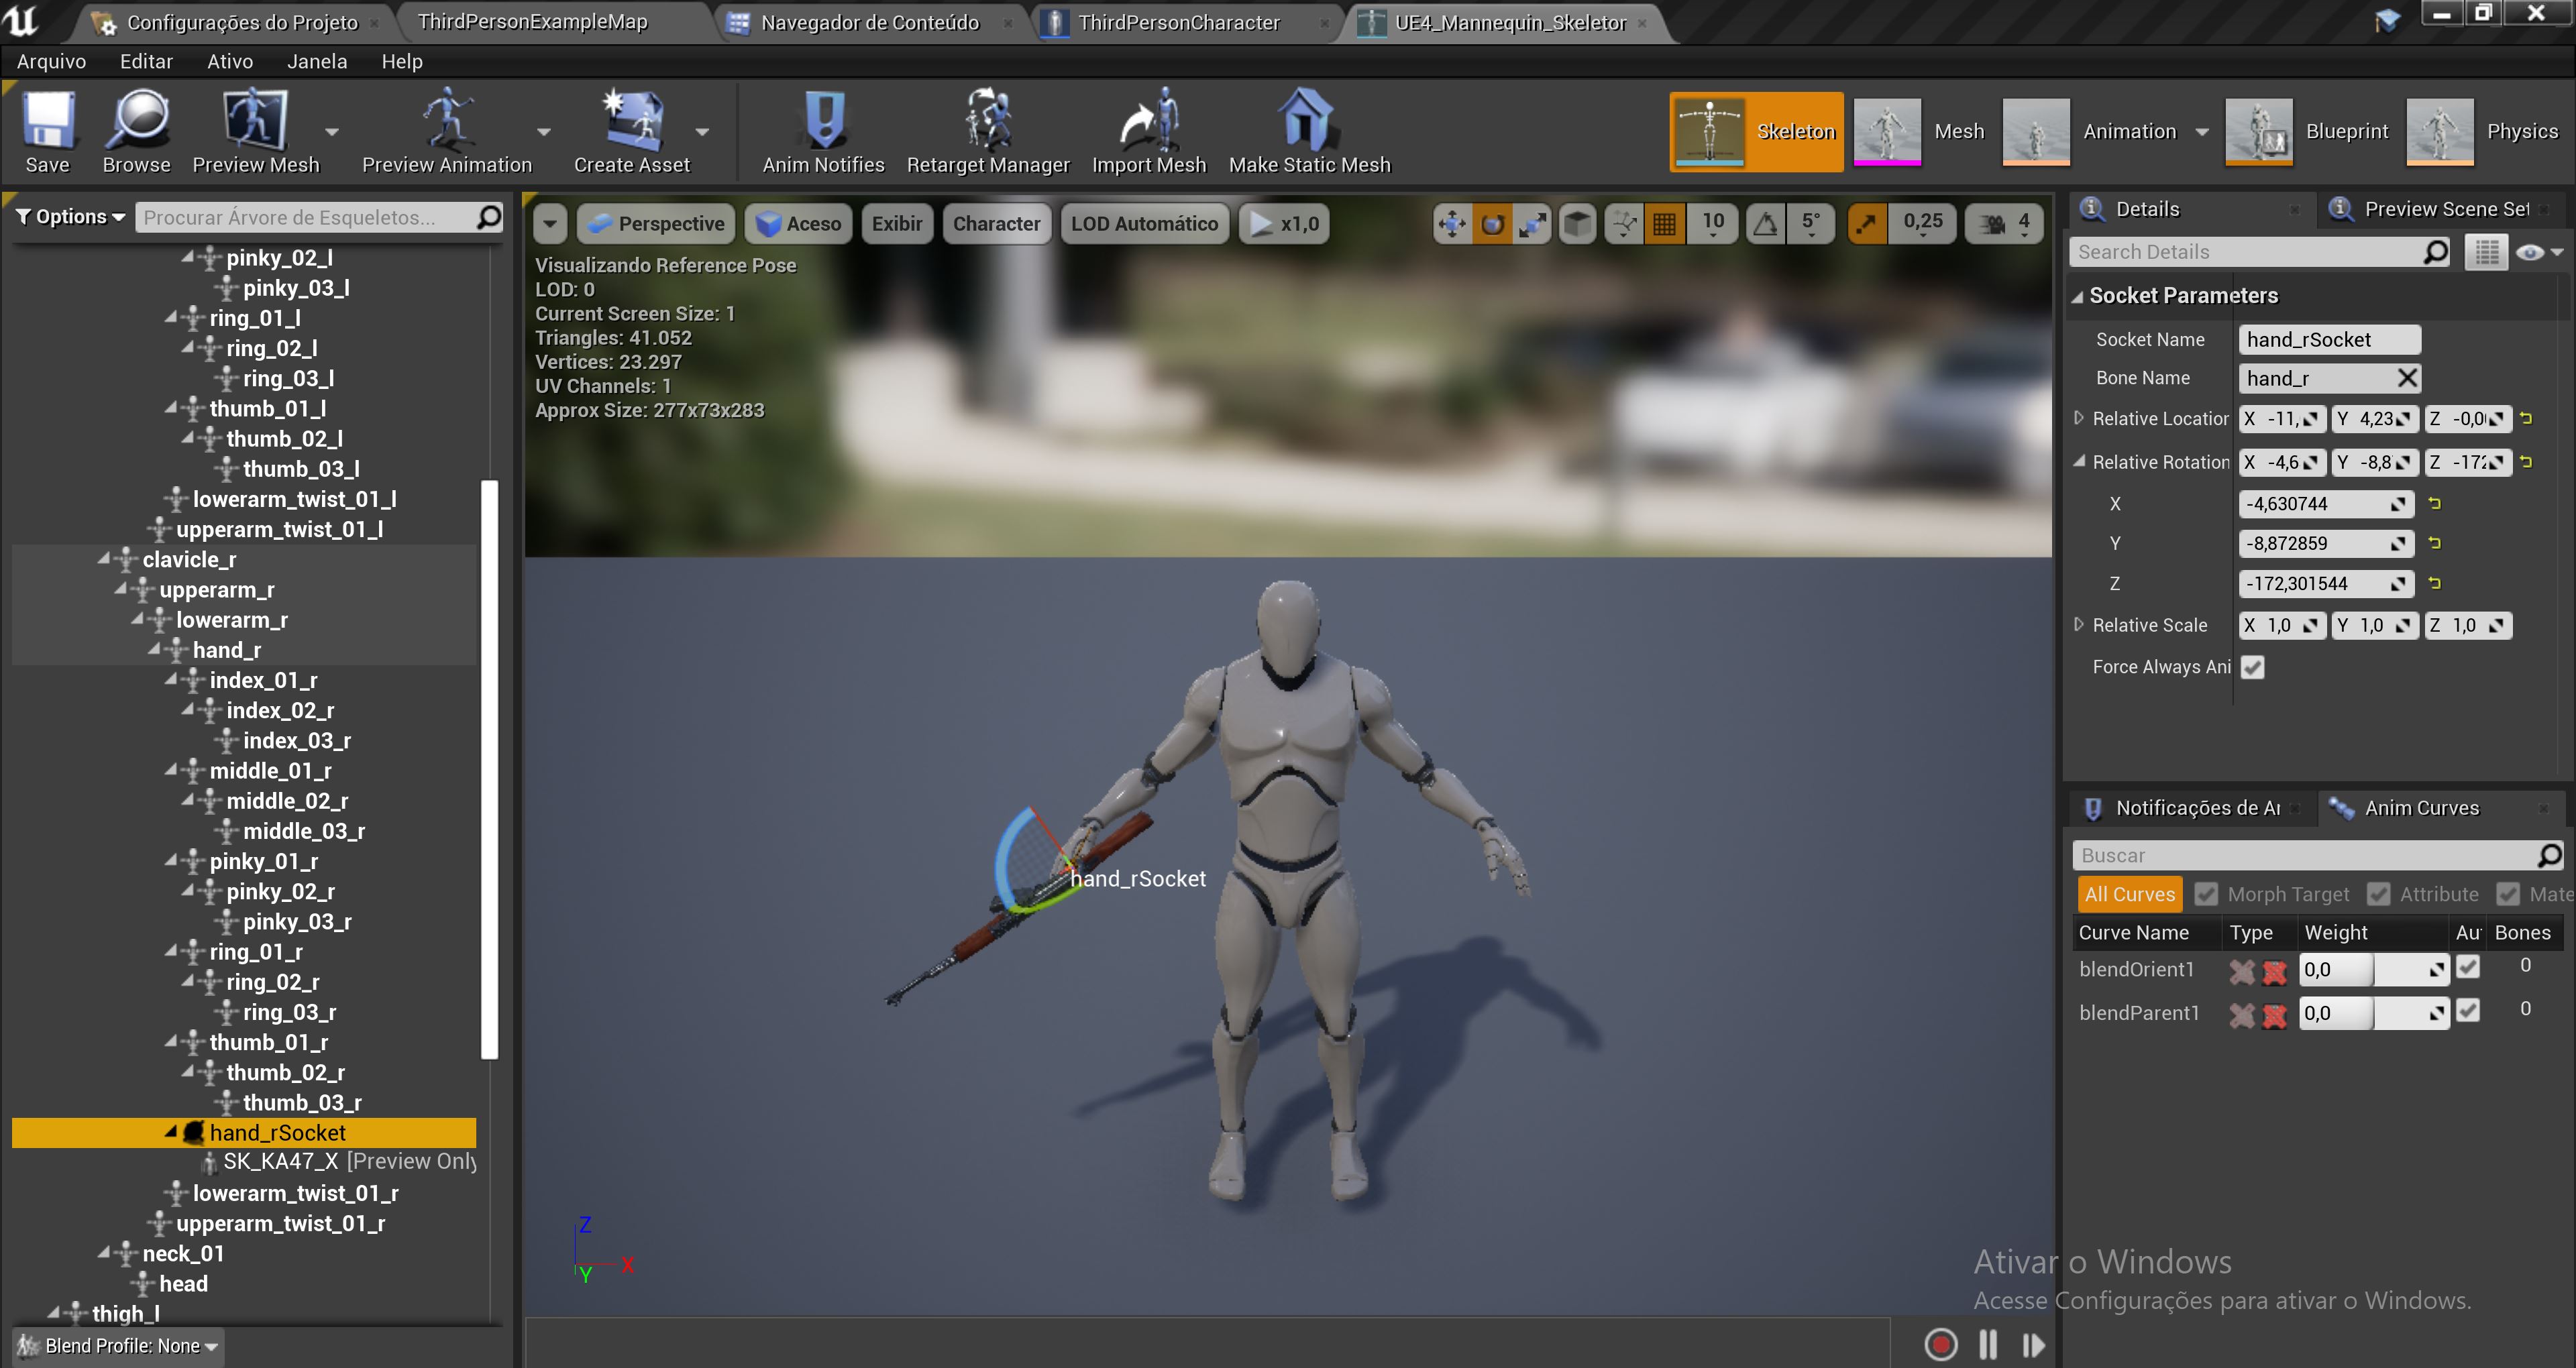 Configurações do Projeto
ThirdPersonExampleMap
Navegador de Conteúdo
ThirdPersonCharacter
UE4_Mannequin_Skeletor
Arquivo Editar Ativo Janela Help
Save
Browse
Preview Mesh
Preview Animation
Create Asset
Anim Notifies
Retarget Manager
Import Mesh
Make Static Mesh
Skeleton
Mesh
Animation
Blueprint
Physics
Options
Procurar Árvore de Esqueletos...
pinky_02_l
pinky_03_l
ring_01_l
ring_02_l
ring_03_l
thumb_01_l
thumb_02_l
thumb_03_l
lowerarm_twist_01_l
upperarm_twist_01_l
clavicle_r
upperarm_r
lowerarm_r
hand_r
index_01_r
index_02_r
index_03_r
middle_01_r
middle_02_r
middle_03_r
pinky_01_r
pinky_02_r
pinky_03_r
ring_01_r
ring_02_r
ring_03_r
thumb_01_r
thumb_02_r
thumb_03_r
hand_rSocket
SK_KA47_X [Preview Only
lowerarm_twist_01_r
upperarm_twist_01_r
neck_01
head
thigh_l
Blend Profile: None
Perspective
Aceso
Exibir
Character
LOD Automático
x1,0
10
5°
0,25
4
Visualizando Reference Pose
LOD: 0
Current Screen Size: 1
Triangles: 41.052
Vertices: 23.297
UV Channels: 1
Approx Size: 277x73x283
hand_rSocket
Z
X
Y
Details
Preview Scene Set
Search Details
Socket Parameters
Socket Name hand_rSocket
Bone Name hand_r
Relative Location X -11, Y 4,23 Z -0,0
Relative Rotation X -4,6 Y -8,8 Z -172
X -4,630744
Y -8,872859
Z -172,301544
Relative Scale X 1,0 Y 1,0 Z 1,0
Force Always Ani
Notificações de Ar
Anim Curves
Buscar
All Curves Morph Target Attribute Mate
Curve Name Type Weight Au Bones
blendOrient1 0,0 0
blendParent1 0,0 0
Ativar o Windows
Acesse Configurações para ativar o Windows.